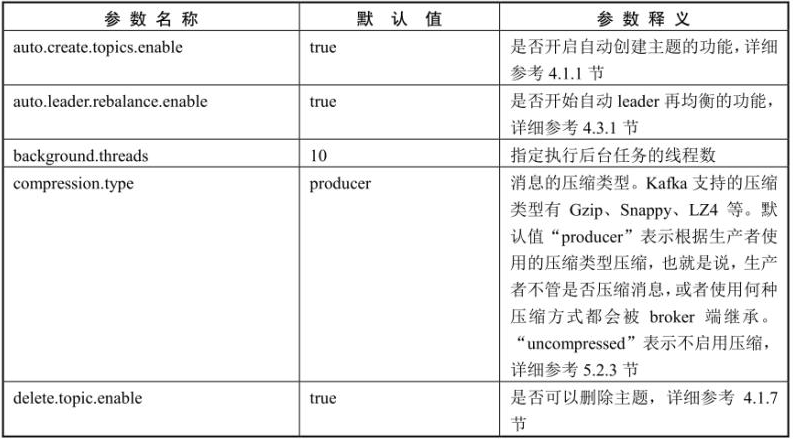 参 数 名 称 默 认 值 参 数 释 义
auto.create.topics.enable true 是否开启自动创建主题的功能，详细
参考 4.1.1 节
auto.leader.rebalance.enable true 是否开始自动 leader 再均衡的功能，
详细参考 4.3.1 节
background.threads 10 指定执行后台任务的线程数
compression.type producer 消息的压缩类型。Kafka 支持的压缩
类型有 Gzip、Snappy、LZ4 等。默
认值“producer”表示根据生产者使
用的压缩类型压缩，也就是说，生产
者不管是否压缩消息，或者使用何种
压缩方式都会被 broker 端继承。
“uncompressed”表示不启用压缩，
详细参考 5.2.3 节
delete.topic.enable true 是否可以删除主题，详细参考 4.1.7
节